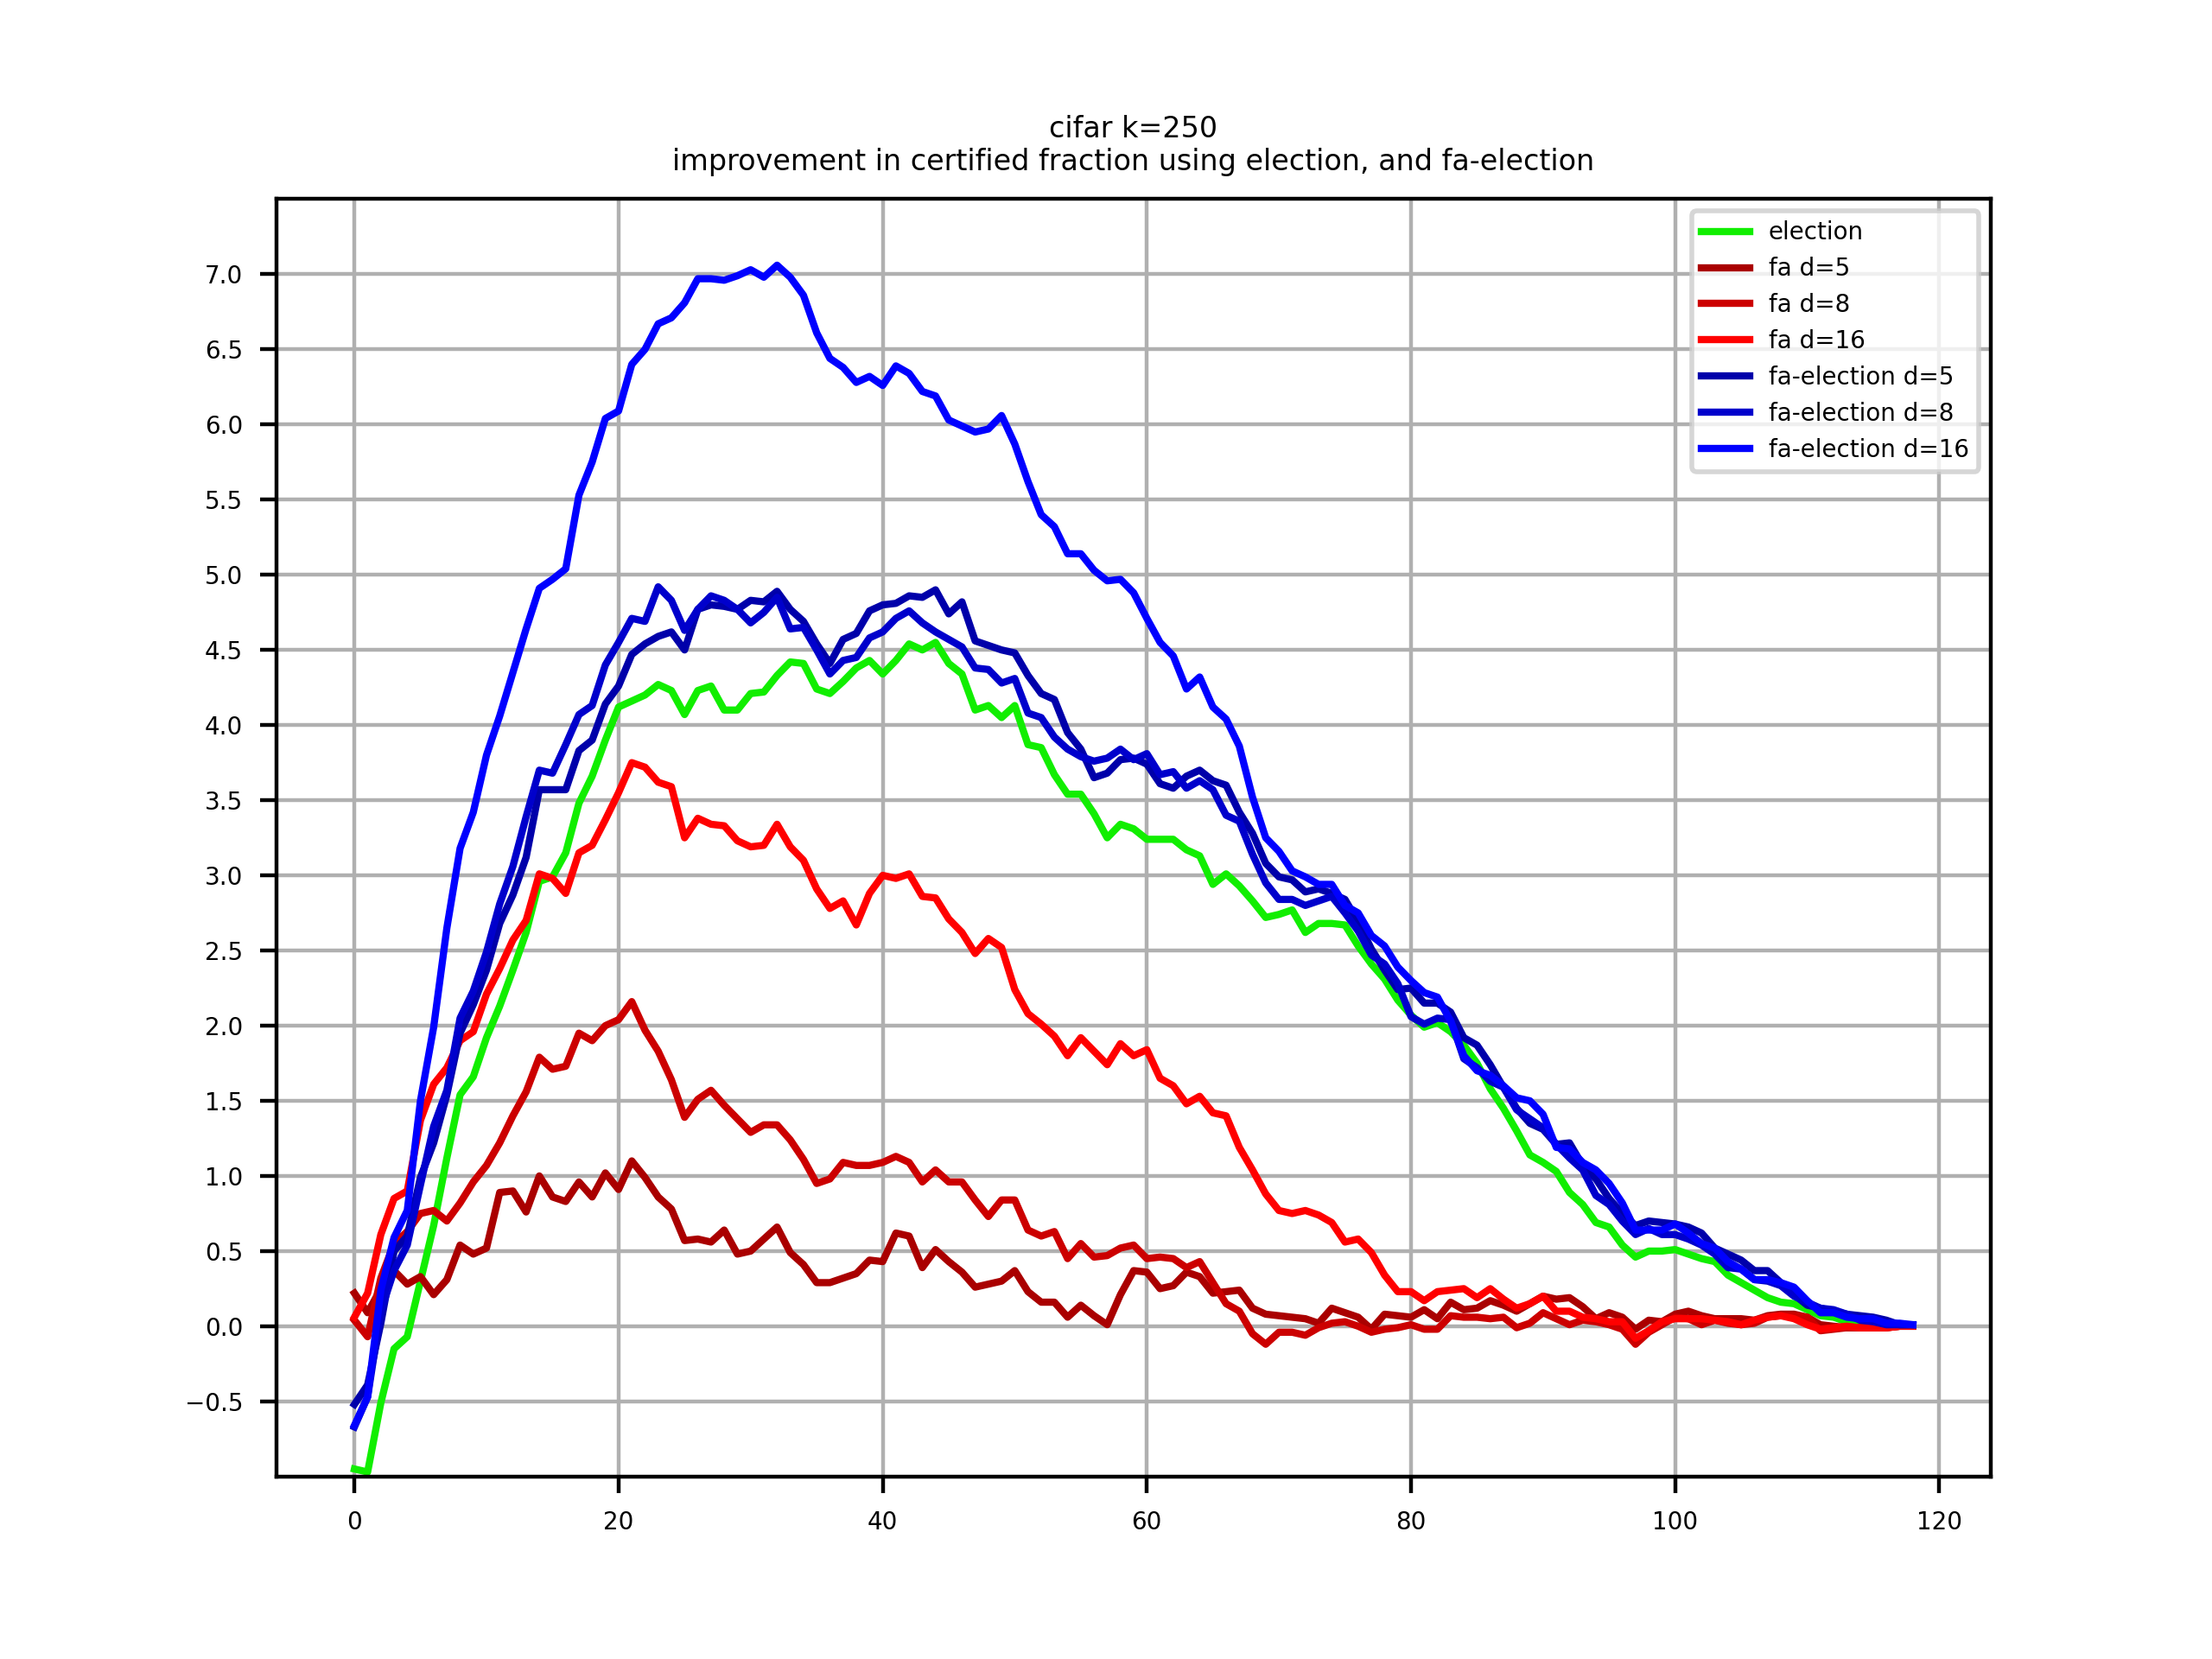 cifar k=250
improvement in certified fraction using election, and fa-election
election
fa d=5
fa d=8
fa d=16
fa-election d=5
fa-election d=8
fa-election d=16
7.0
6.5
6.0
5.5
5.0
4.5
4.0
3.5
3.0
2.5
2.0
1.5
1.0
0.5
0.0
−0.5
0 20 40 60 80 100 120